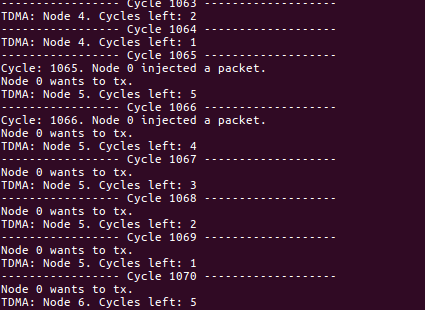 ----------------- Cycle 1063 -------------------
TDMA: Node 4. Cycles left: 2
----------------- Cycle 1064 -------------------
TDMA: Node 4. Cycles left: 1
----------------- Cycle 1065 -------------------
Cycle: 1065. Node 0 injected a packet.
Node 0 wants to tx.
TDMA: Node 5. Cycles left: 5
----------------- Cycle 1066 -------------------
Cycle: 1066. Node 0 injected a packet.
Node 0 wants to tx.
TDMA: Node 5. Cycles left: 4
----------------- Cycle 1067 -------------------
Node 0 wants to tx.
TDMA: Node 5. Cycles left: 3
----------------- Cycle 1068 -------------------
Node 0 wants to tx.
TDMA: Node 5. Cycles left: 2
----------------- Cycle 1069 -------------------
Node 0 wants to tx.
TDMA: Node 5. Cycles left: 1
----------------- Cycle 1070 -------------------
Node 0 wants to tx.
TDMA: Node 6. Cycles left: 5